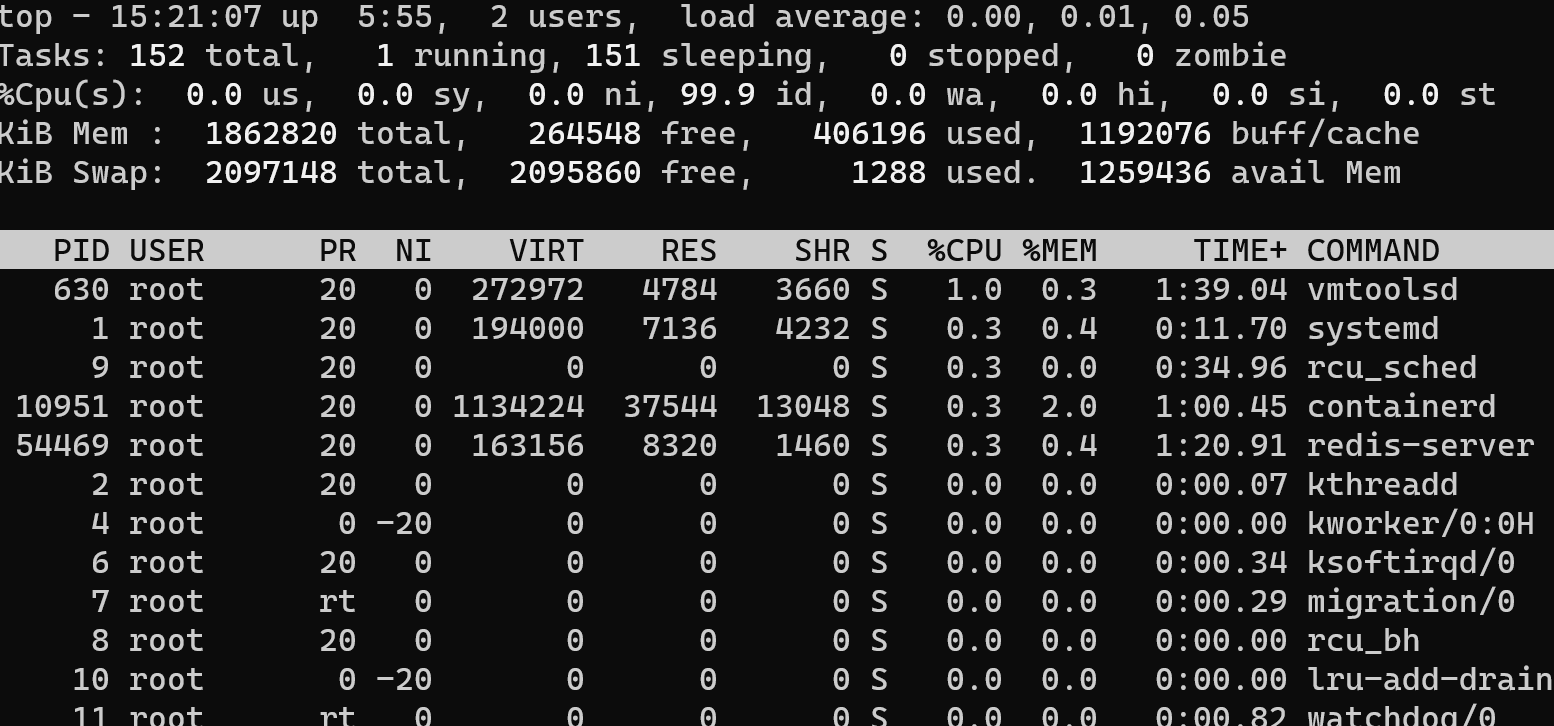 top - 15:21:07 up  5:55,  2 users,  load average: 0.00, 0.01, 0.05
Tasks: 152 total,   1 running, 151 sleeping,   0 stopped,   0 zombie
%Cpu(s):  0.0 us,  0.0 sy,  0.0 ni, 99.9 id,  0.0 wa,  0.0 hi,  0.0 si,  0.0 st
KiB Mem :  1862820 total,   264548 free,   406196 used,  1192076 buff/cache
KiB Swap:  2097148 total,  2095860 free,     1288 used.  1259436 avail Mem
PID USER      PR  NI    VIRT    RES    SHR S  %CPU %MEM     TIME+ COMMAND
630 root      20   0  272972   4784   3660 S   1.0  0.3   1:39.04 vmtoolsd
1 root      20   0  194000   7136   4232 S   0.3  0.4   0:11.70 systemd
9 root      20   0       0      0      0 S   0.3  0.0   0:34.96 rcu_sched
10951 root      20   0 1134224  37544  13048 S   0.3  2.0   1:00.45 containerd
54469 root      20   0  163156   8320   1460 S   0.3  0.4   1:20.91 redis-server
2 root      20   0       0      0      0 S   0.0  0.0   0:00.07 kthreadd
4 root       0 -20       0      0      0 S   0.0  0.0   0:00.00 kworker/0:0H
6 root      20   0       0      0      0 S   0.0  0.0   0:00.34 ksoftirqd/0
7 root      rt   0       0      0      0 S   0.0  0.0   0:00.29 migration/0
8 root      20   0       0      0      0 S   0.0  0.0   0:00.00 rcu_bh
10 root       0 -20       0      0      0 S   0.0  0.0   0:00.00 lru-add-drain
11 root      rt   0       0      0      0 S   0.0  0.0   0:00.82 watchdog/0